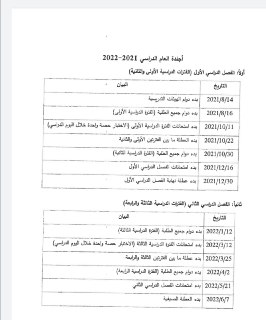 أجندة العام الدراسي 2021-2022
أولاً: الفصل الدراسي الأول (الفترات الدراسية الأولى والثانية)
التاريخ البيان
2021/8/14 بدء دوام الهيئات التدريسية
2021/8/16 بدء دوام جميع الطلبة (الفترة الدراسية الأولى)
2021/10/11 بدء امتحانات الفترة الدراسية الأولى (الاختبار حصة واحدة خلال اليوم الدراسي)
2021/10/22 بدء عطلة ما بين الفترتين الأولى والثانية
2021/10/30 بدء دوام جميع الطلبة (الفترة الدراسية الثانية)
2021/12/16 بدء امتحانات الفصل الدراسي الأول
2021/12/30 بدء عطلة نهاية الفصل الدراسي الأول
ثانياً: الفصل الدراسي الثاني (الفترات الدراسية الثالثة والرابعة)
التاريخ البيان
2022/1/12 بدء دوام جميع الطلبة (الفترة الدراسية الثالثة)
2022/3/12 بدء امتحانات الفترة الدراسية الثالثة (الاختبار حصة واحدة خلال اليوم الدراسي)
2022/3/25 بدء عطلة ما بين الفترتين الثالثة والرابعة
2022/4/2 بدء دوام جميع الطلبة (الفترة الدراسية الرابعة)
2022/5/21 بدء امتحانات الفصل الدراسي الثاني
2022/6/7 بدء العطلة الصيفية